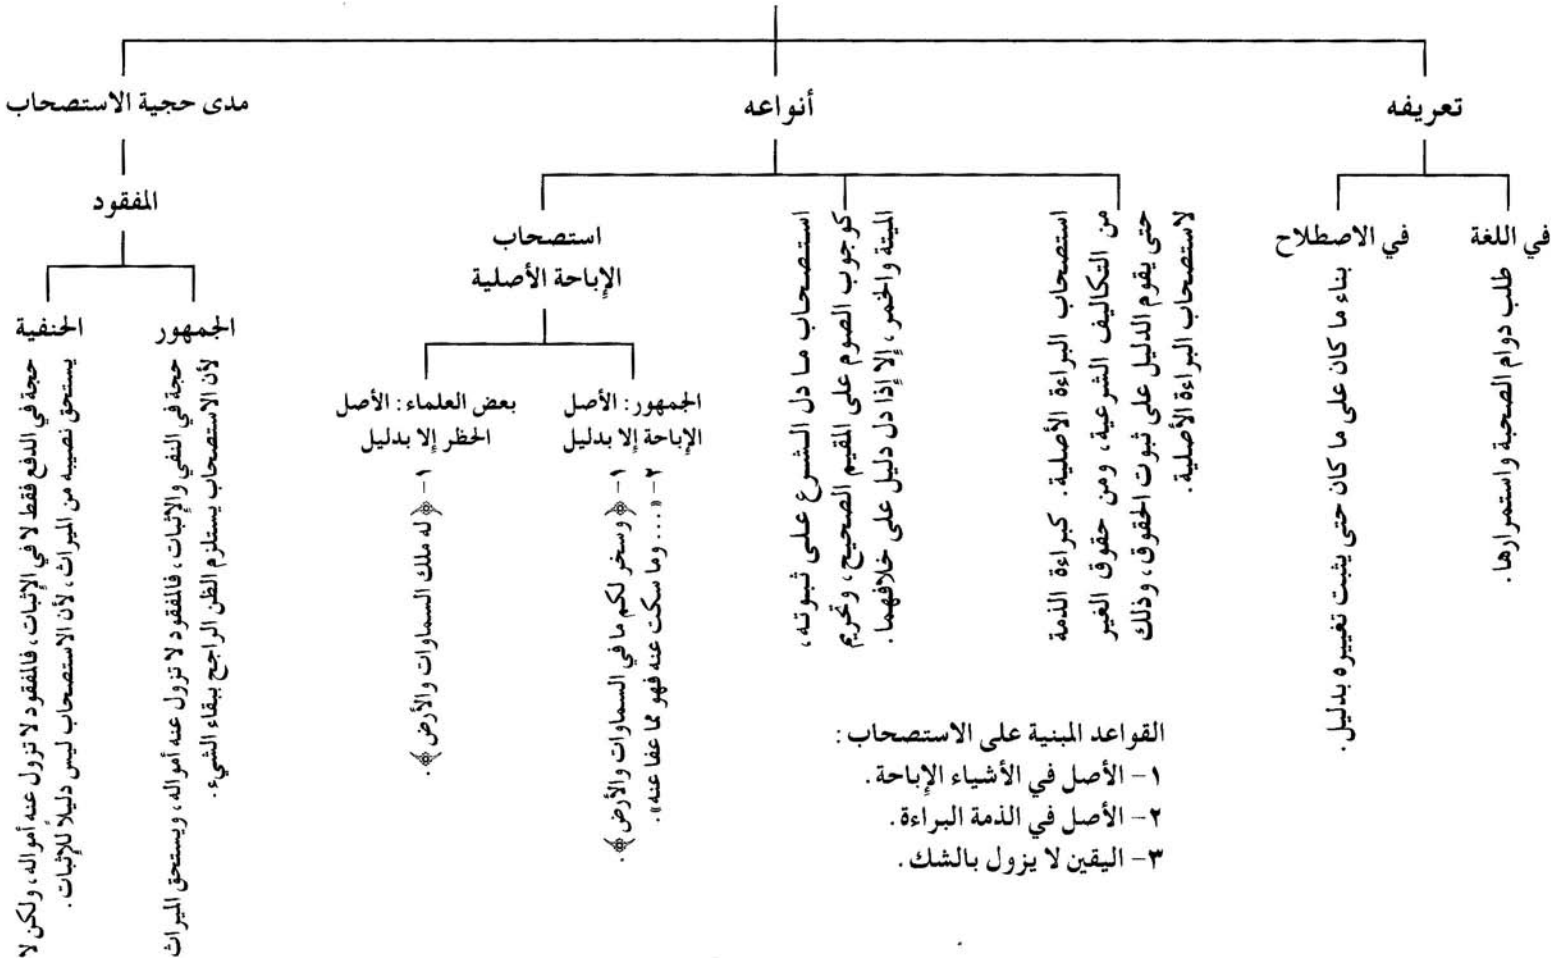 تعريفه
في اللغة
طلب دوام الصحبة واستمرارها.
في الاصطلاح
بناء ما كان على ما كان حتى يثبت تغييره بدليل.
أنواعه
استصحاب البراءة الأصلية. كبراءة الذمة
من التكاليف الشرعية، ومن حقوق الغير
حتى يقوم الدليل على ثبوت الحقوق، وذلك
لاستصحاب البراءة الأصلية.
استصحاب ما دل الشرع على ثبوته،
كوجوب الصوم على المقيم الصحيح، وتحريم
الميتة والخمر، إلا إذا دل دليل على خلافهما.
استصحاب
الإباحة الأصلية
الجمهور: الأصل
الإباحة إلا بدليل
١- ﴿وسخر لكم ما في السماوات والأرض﴾.
٢- «... وما سكت عنه فهو مما عفا عنه».
بعض العلماء: الأصل
الحظر إلا بدليل
١- ﴿له ملك السماوات والأرض﴾.
القواعد المبنية على الاستصحاب:
١- الأصل في الأشياء الإباحة.
٢- الأصل في الذمة البراءة.
٣- اليقين لا يزول بالشك.
مدى حجية الاستصحاب
المفقود
الجمهور
حجة في النفي والإثبات، فالمفقود لا تزول عنه أمواله، ويستحق الميراث
لأن الاستصحاب يستلزم الظن الراجح ببقاء الشيء.
الحنفية
حجة في الدفع فقط لا في الإثبات، فالمفقود لا تزول عنه أمواله، ولكن لا
يستحق نصيبه من الميراث، لأن الاستصحاب ليس دليلاً للإثبات.